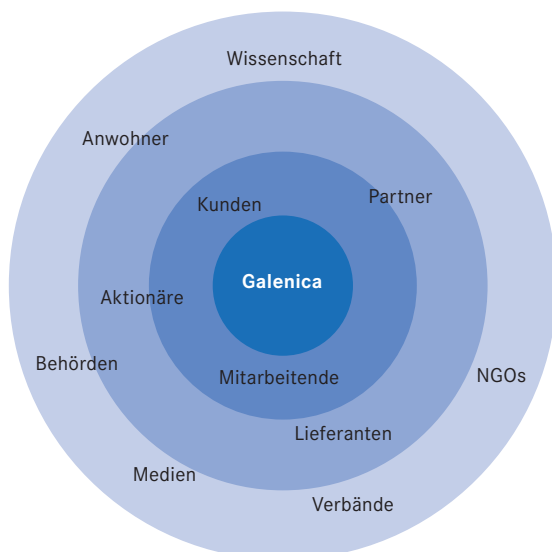 Wissenschaft
Anwohner
Partner
Kunden
Galenica
Aktionäre
Behörden
Mitarbeitende
NGOs
Lieferanten
Medien
Verbände